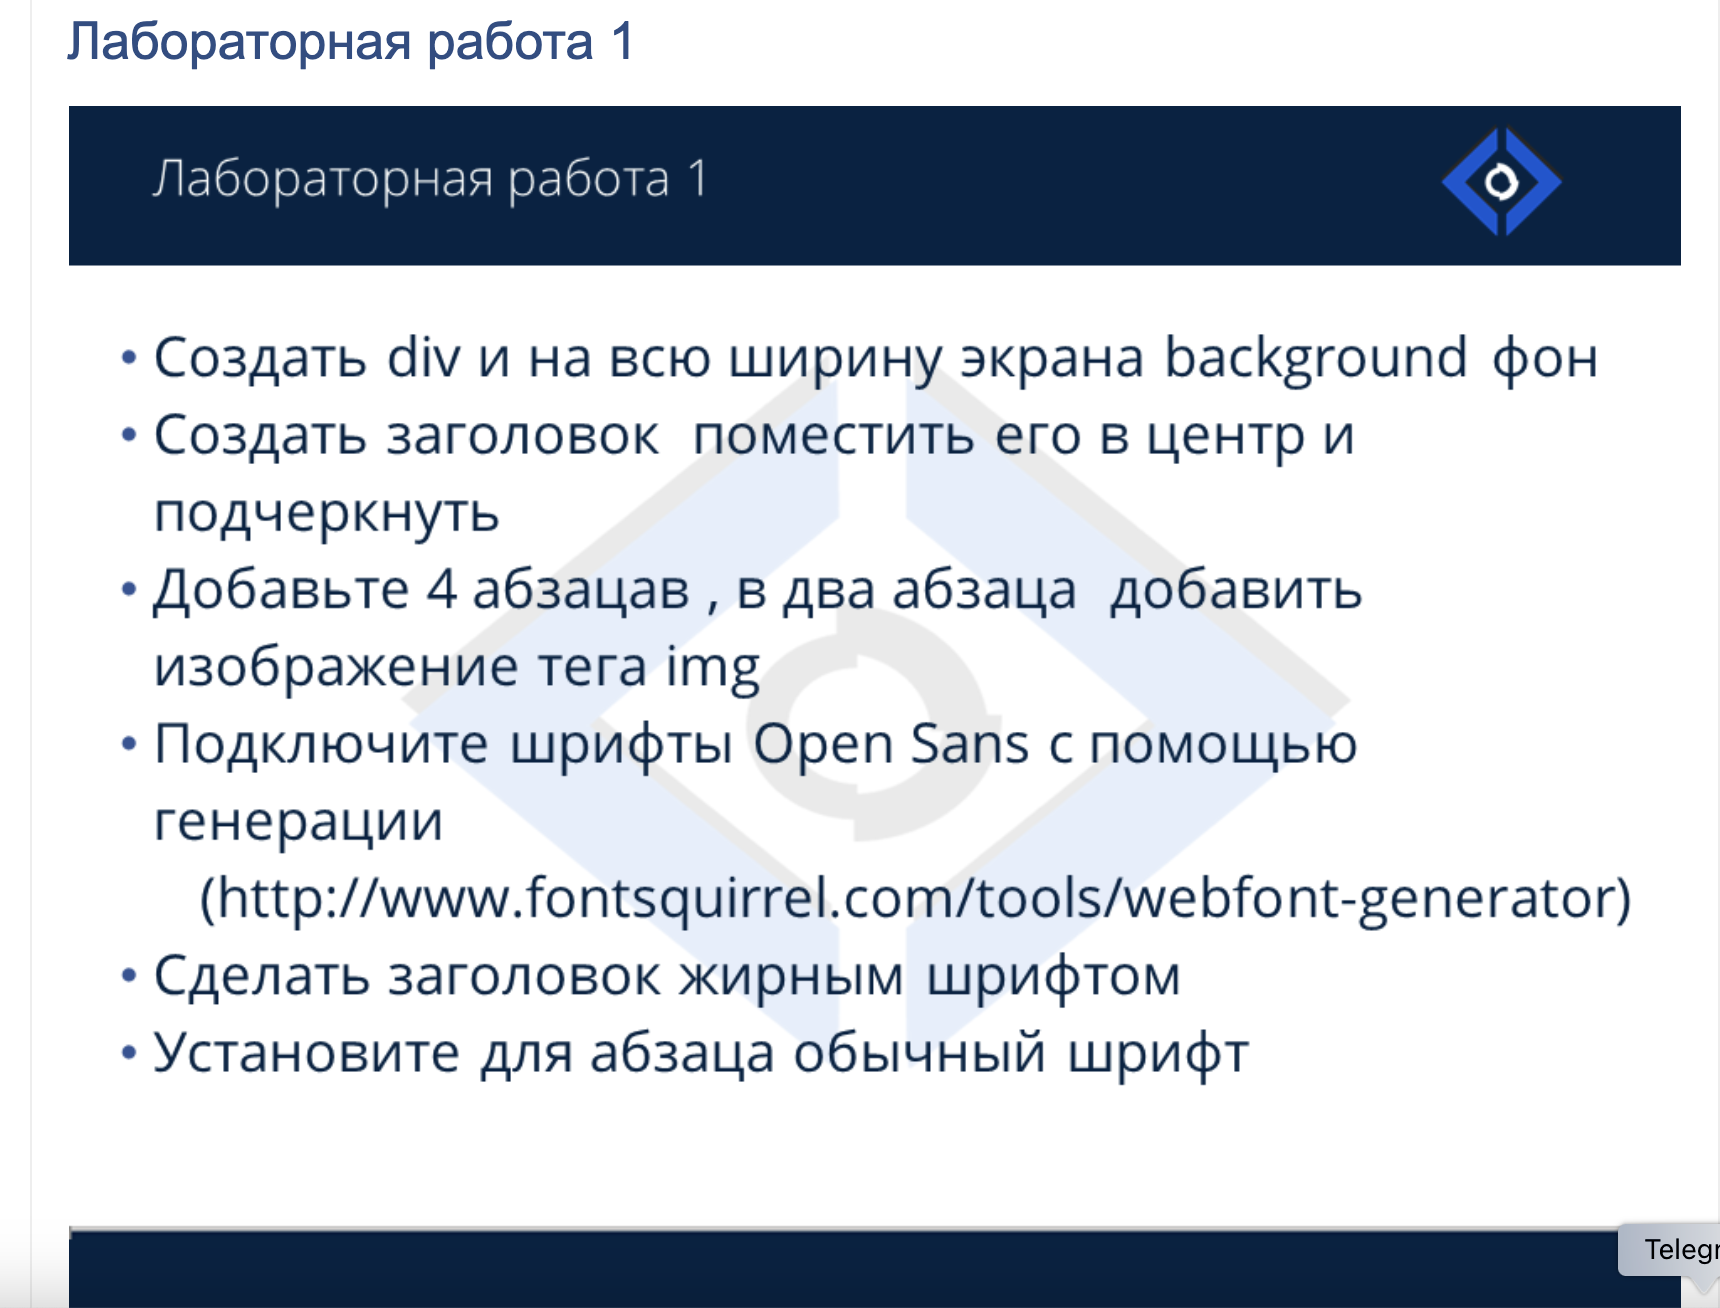 Лабораторная работа 1
Лабораторная работа 1
• Создать div и на всю ширину экрана background фон
• Создать заголовок поместить его в центр и
подчеркнуть
• Добавьте 4 абзацав , в два абзаца добавить
изображение тега img
• Подключите шрифты Open Sans с помощью
генерации
(http://www.fontsquirrel.com/tools/webfont-generator)
• Сделать заголовок жирным шрифтом
• Установите для абзаца обычный шрифт